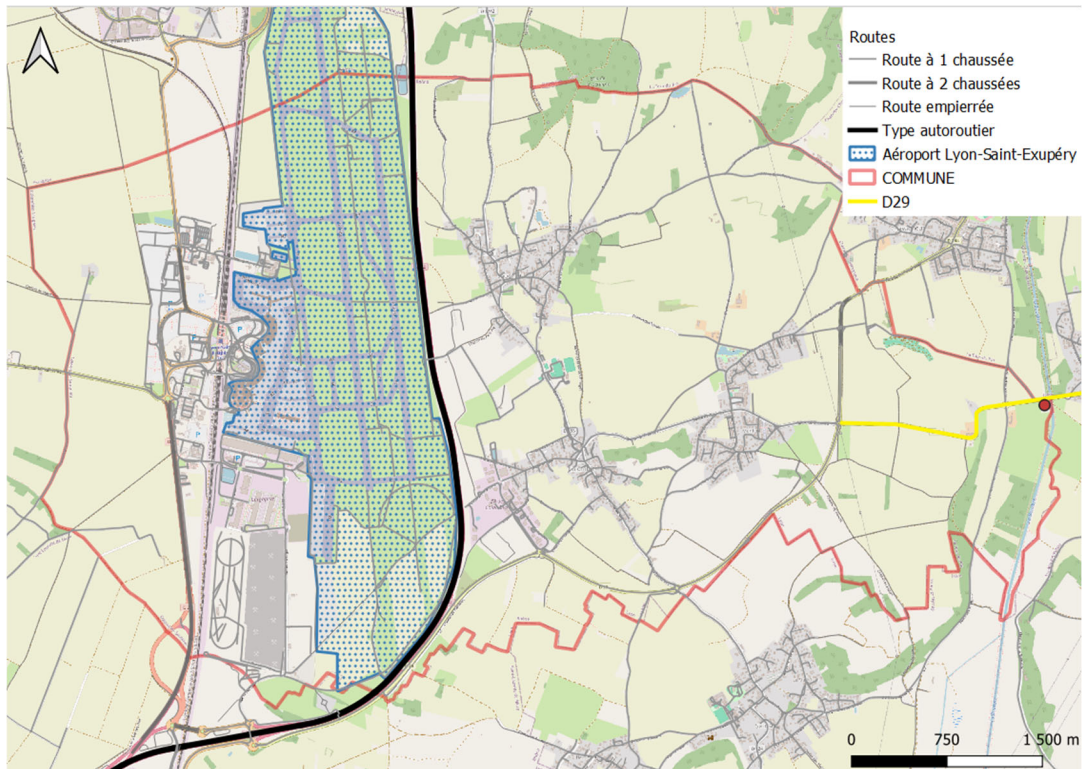 Routes
Route à 1 chaussée
Route à 2 chaussées
Route empierrée
Type autoroutier
Aéroport Lyon-Saint-Exupéry
COMMUNE
D29
P
P
P
0 750 1 500 m